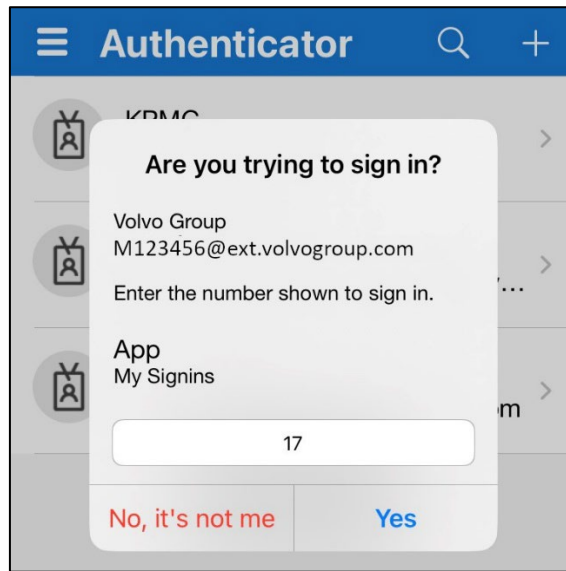 Authenticator
KPMG
Are you trying to sign in?
Volvo Group
M123456@ext.volvogroup.com
Enter the number shown to sign in.
App
My Signins
17
No, it's not me
Yes